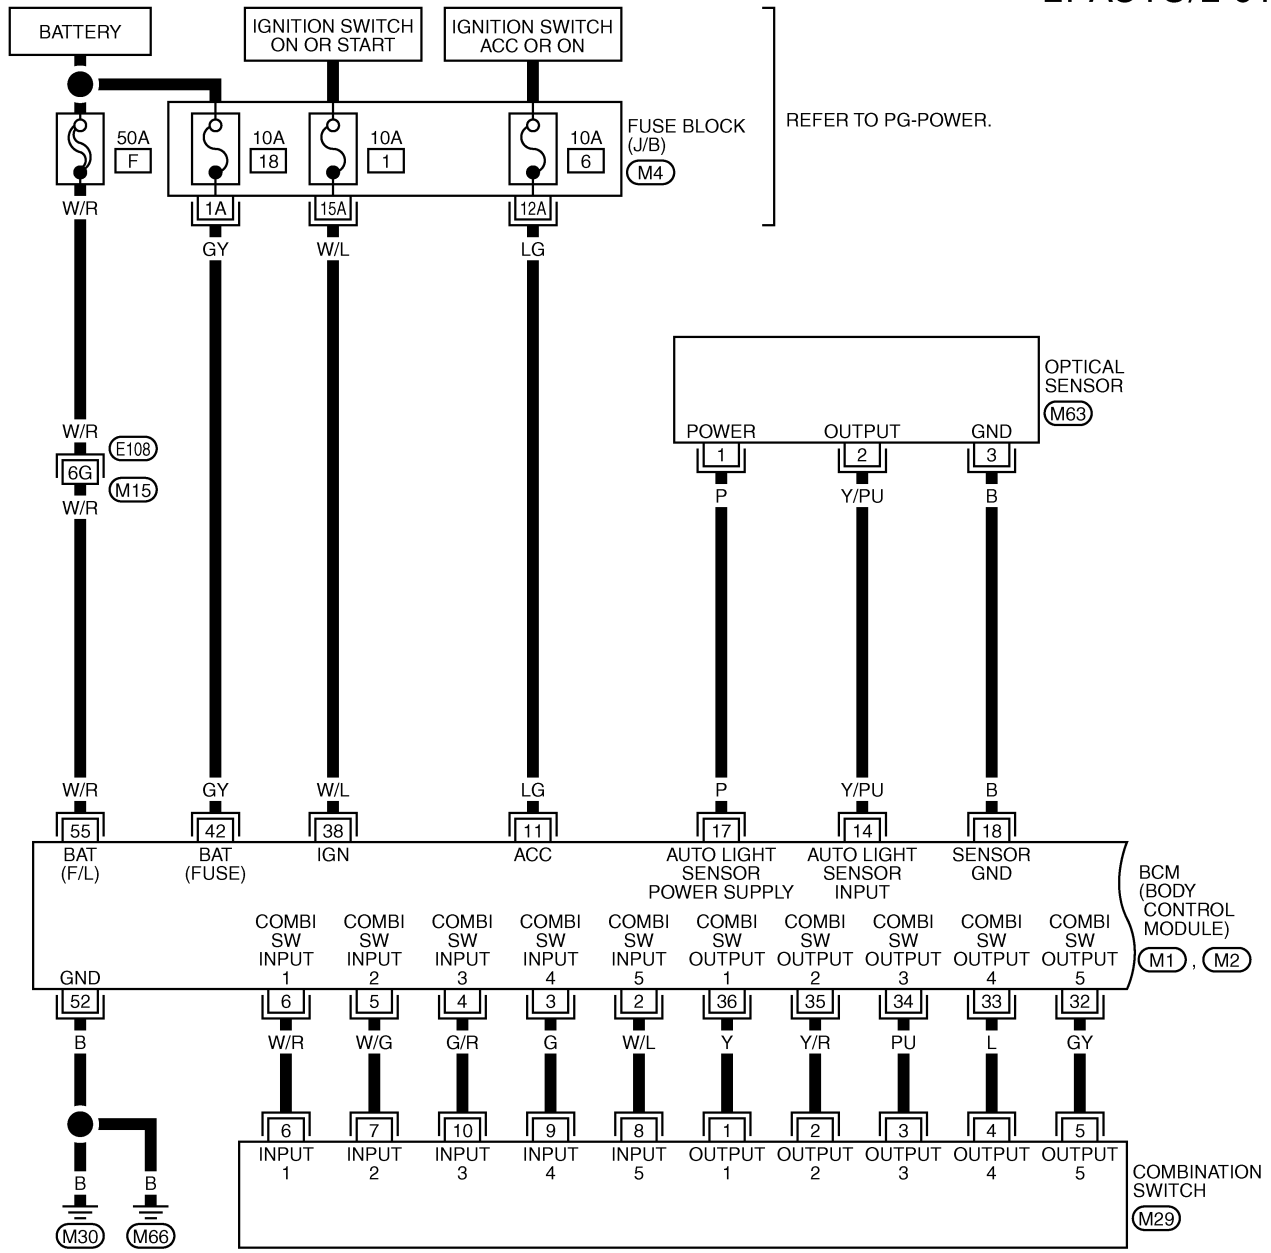 BATTERY
IGNITION SWITCH
ON OR START
IGNITION SWITCH
ACC OR ON
50A
F
10A
18
10A
1
10A
6
FUSE BLOCK
(J/B)
M4
REFER TO PG-POWER.
W/R
1A
15A
12A
GY
W/L
LG
OPTICAL
SENSOR
M63
POWER
OUTPUT
GND
1
2
3
W/R
E108
6G
M15
W/R
P
Y/PU
B
W/R
GY
W/L
LG
P
Y/PU
B
55
42
38
11
17
14
18
BAT
(F/L)
BAT
(FUSE)
IGN
ACC
AUTO LIGHT
SENSOR
POWER SUPPLY
AUTO LIGHT
SENSOR
INPUT
SENSOR
GND
BCM
(BODY
CONTROL
MODULE)
M1 , M2
GND
COMBI
SW
INPUT
1
COMBI
SW
INPUT
2
COMBI
SW
INPUT
3
COMBI
SW
INPUT
4
COMBI
SW
INPUT
5
COMBI
SW
OUTPUT
1
COMBI
SW
OUTPUT
2
COMBI
SW
OUTPUT
3
COMBI
SW
OUTPUT
4
COMBI
SW
OUTPUT
5
52
6
5
4
3
2
36
35
34
33
32
B
W/R
W/G
G/R
G
W/L
Y
Y/R
PU
L
GY
6
7
10
9
8
1
2
3
4
5
INPUT
1
INPUT
2
INPUT
3
INPUT
4
INPUT
5
OUTPUT
1
OUTPUT
2
OUTPUT
3
OUTPUT
4
OUTPUT
5
COMBINATION
SWITCH
M29
B
B
M30
M66